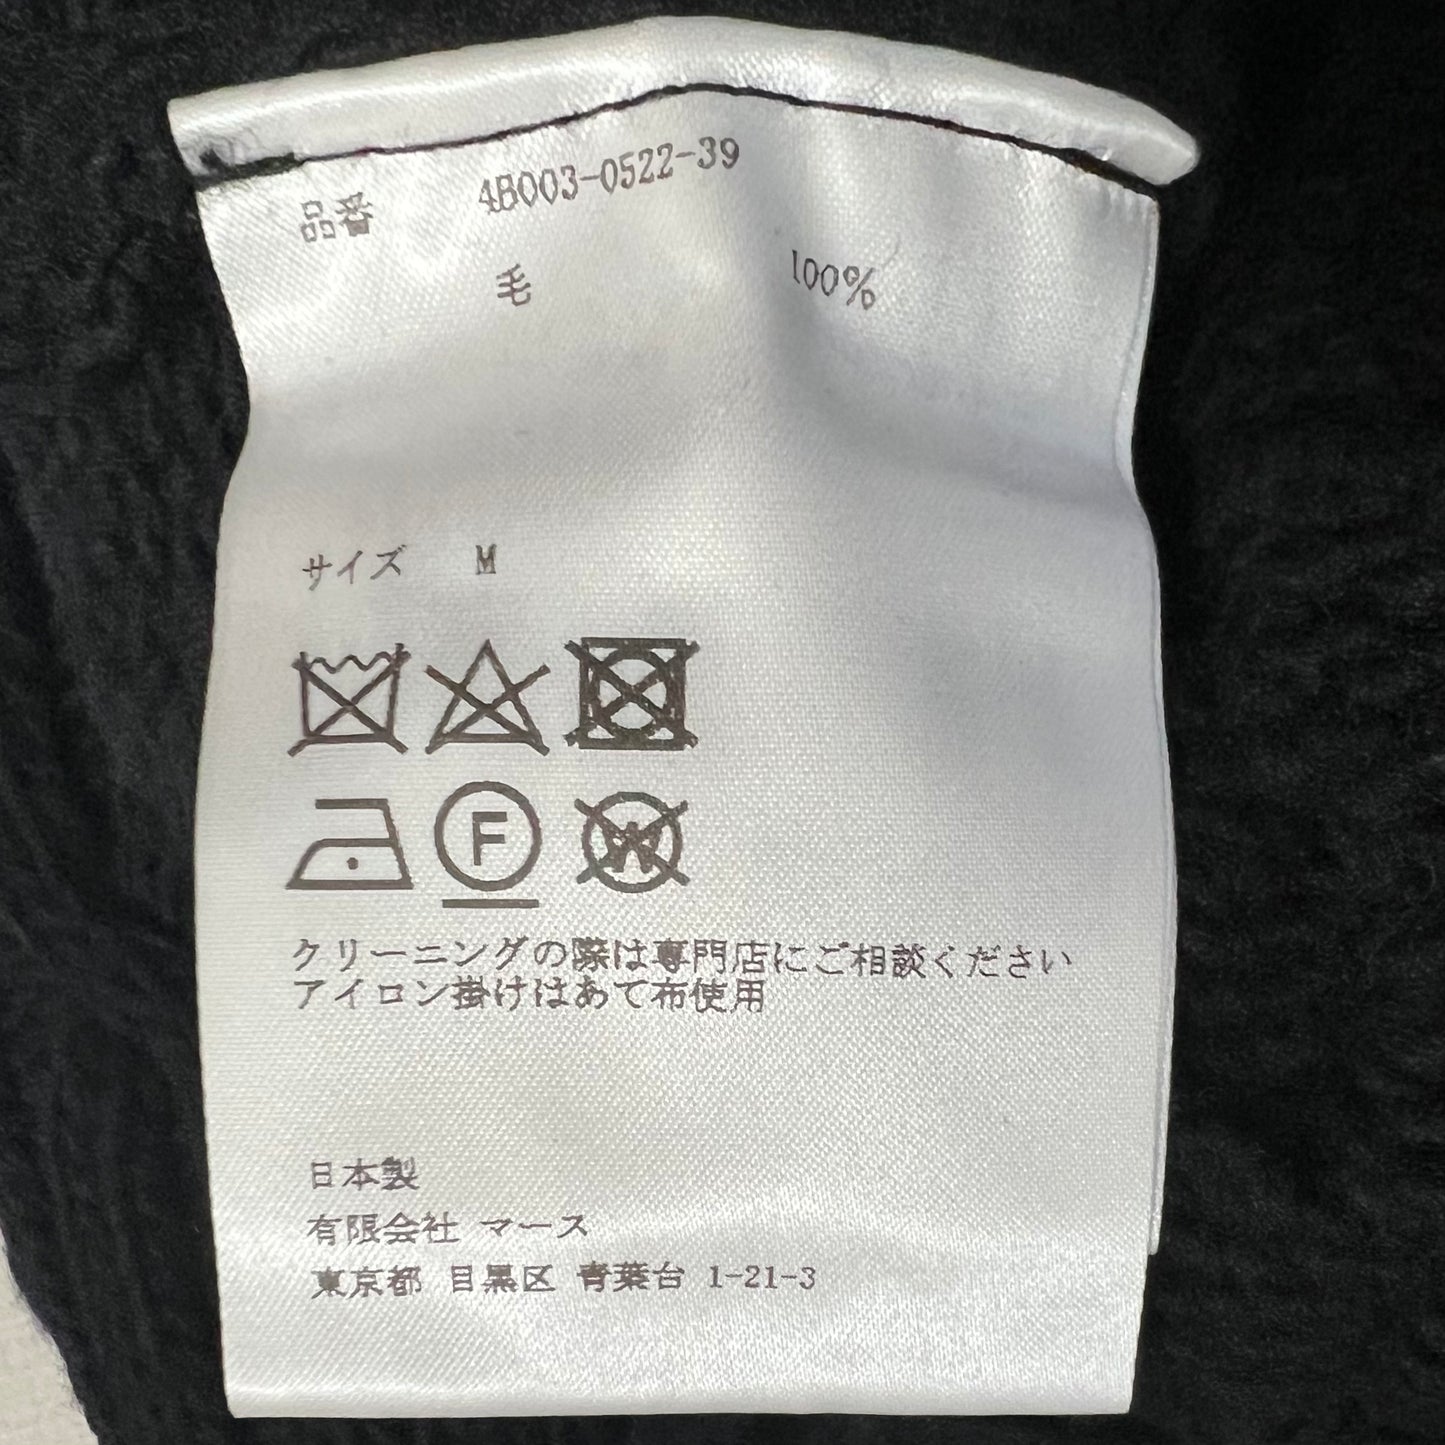 品番 4B003-0522-39
毛 100%
サイズ M
F
W
クリーニングの際は専門店にご相談ください
アイロン掛けはあて布使用
日本製
有限会社 マース
東京都 目黒区 青葉台 1-21-3